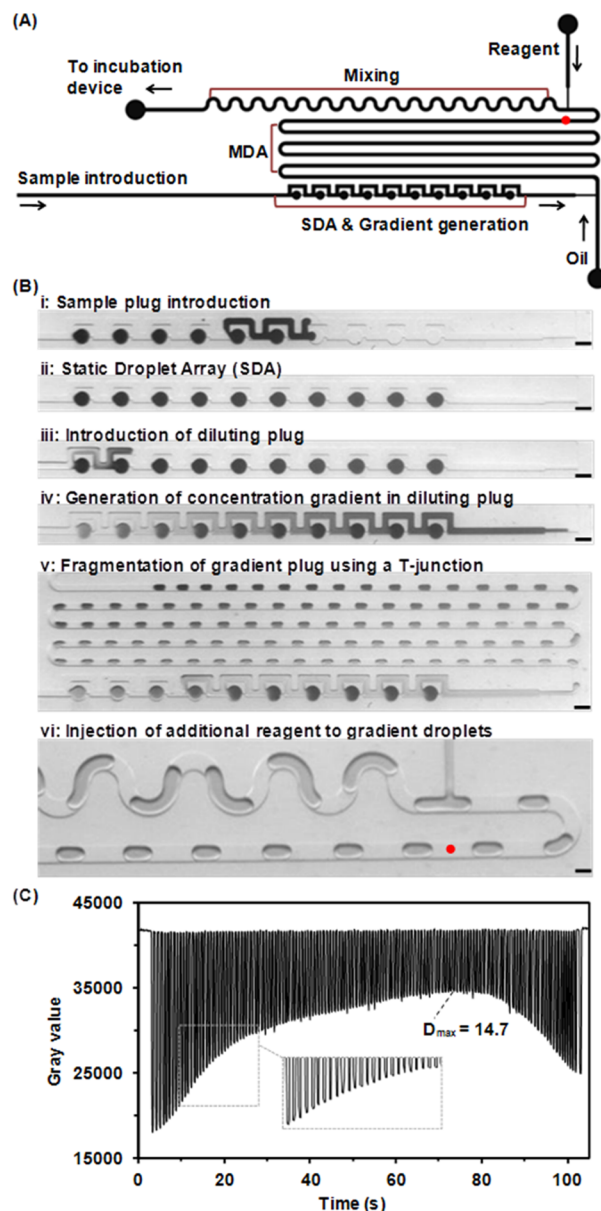 (A)
Reagent
To incubation
device
Mixing
MDA
Sample introduction
SDA & Gradient generation
Oil
(B)
i: Sample plug introduction
ii: Static Droplet Array (SDA)
iii: Introduction of diluting plug
iv: Generation of concentration gradient in diluting plug
v: Fragmentation of gradient plug using a T-junction
vi: Injection of additional reagent to gradient droplets
(C)
45000
35000
25000
15000
Gray value
Dmax = 14.7
0 20 40 60 80 100
Time (s)